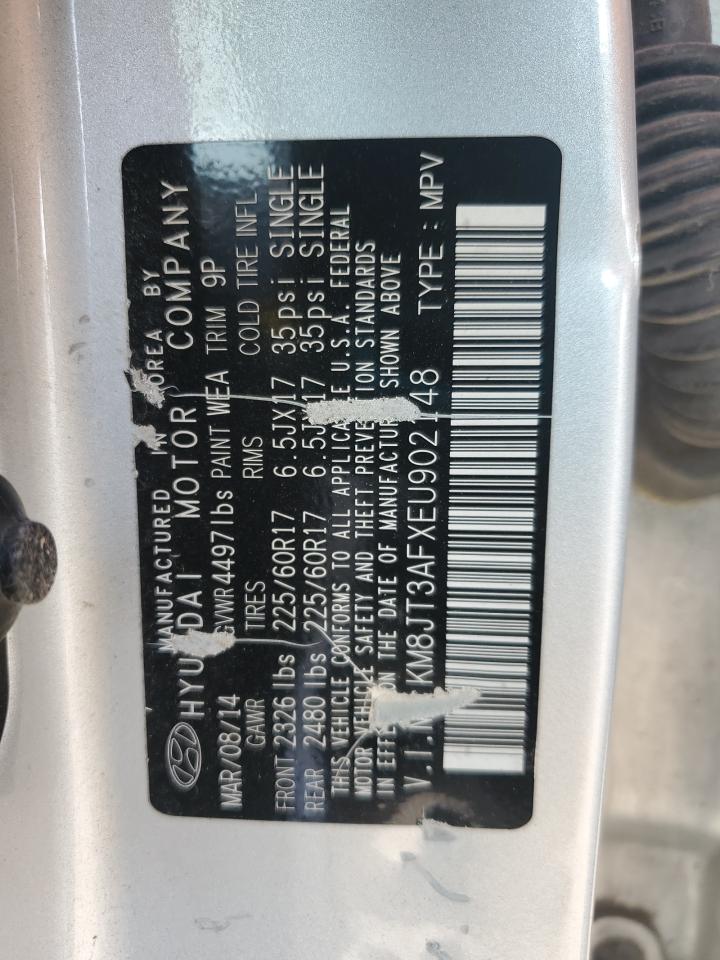 MANUFACTURED IN KOREA BY
HYUNDAI MOTOR COMPANY
MAR/08/14 GVWR 4497lbs PAINT WEA TRIM 9P
GAWR TIRES RIMS COLD TIRE INFL
FRONT 2326 lbs 225/60R17 6.5JX17 35psi SINGLE
REAR 2480 lbs 225/60R17 6.5JX17 35psi SINGLE
THIS VEHICLE CONFORMS TO ALL APPLICABLE U.S.A. FEDERAL
MOTOR VEHICLE SAFETY AND THEFT PREVENTION STANDARDS
IN EFFECT ON THE DATE OF MANUFACTURE SHOWN ABOVE
V.I.N: KM8JT3AFXEU902 48 TYPE : MPV